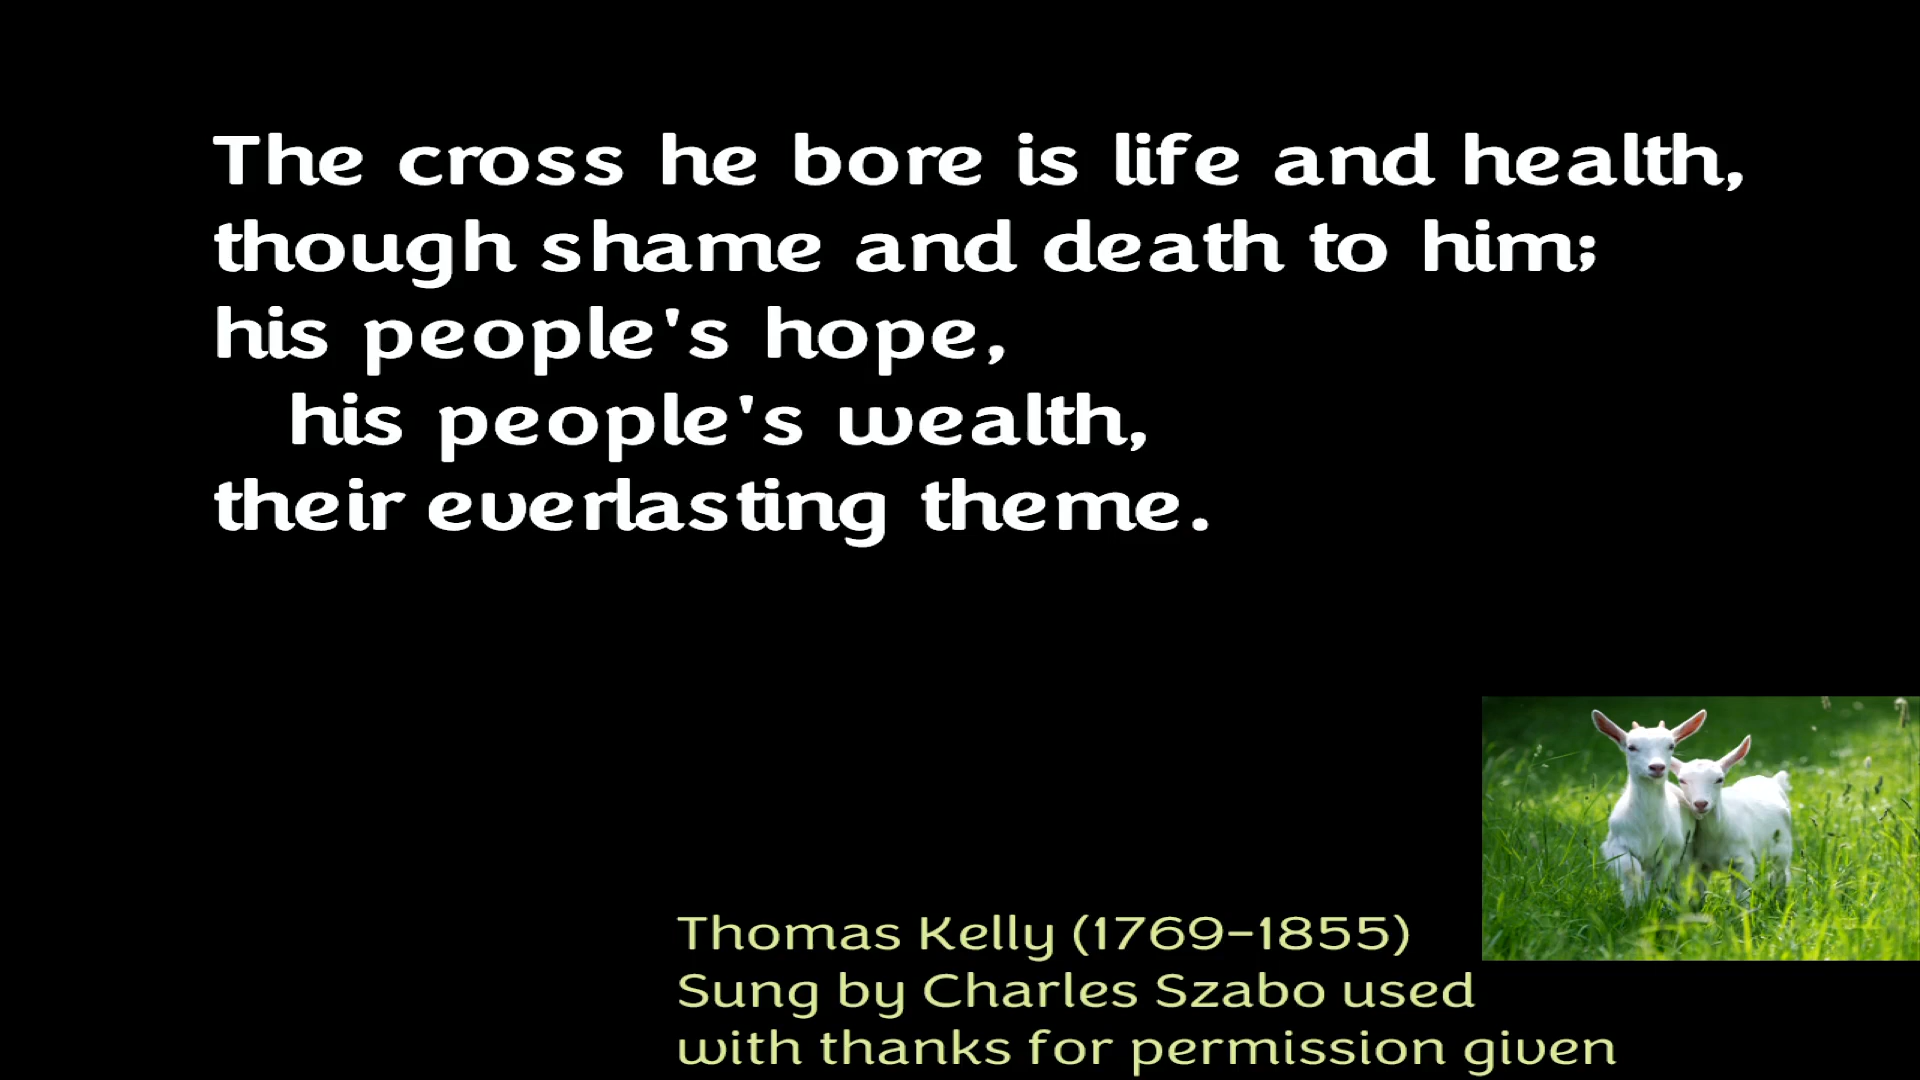 The cross he bore is life and health,
though shame and death to him;
his people's hope,
his people's wealth,
their everlasting theme.
Thomas Kelly (1769–1855)
Sung by Charles Szabo used
with thanks for permission given